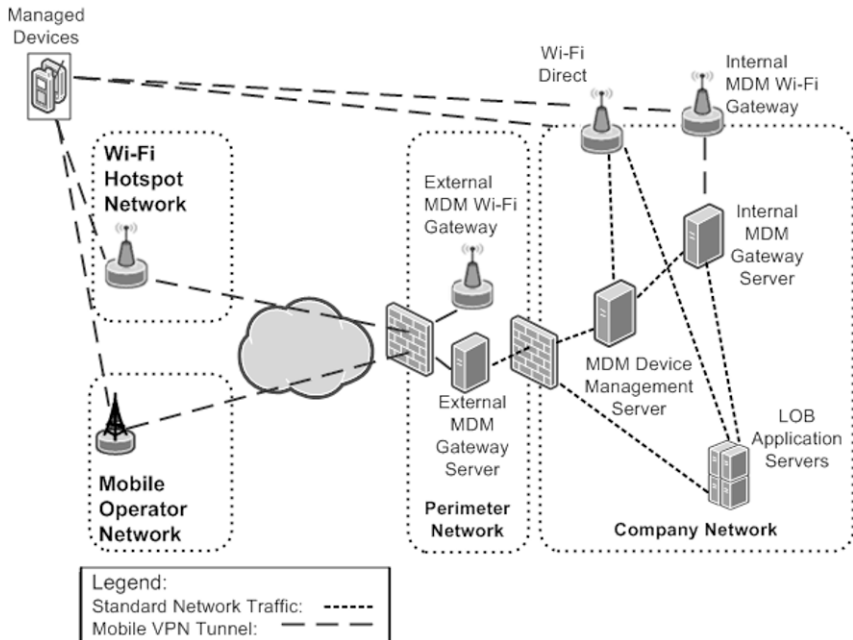 Managed
Devices
Wi-Fi
Direct
Internal
MDM Wi-Fi
Gateway
Wi-Fi
Hotspot
Network
External
MDM Wi-Fi
Gateway
Internal
MDM
Gateway
Server
MDM Device
Management
Server
External
MDM
Gateway
Server
LOB
Application
Servers
Mobile
Operator
Network
Perimeter
Network
Company Network
Legend:
Standard Network Traffic:
Mobile VPN Tunnel: